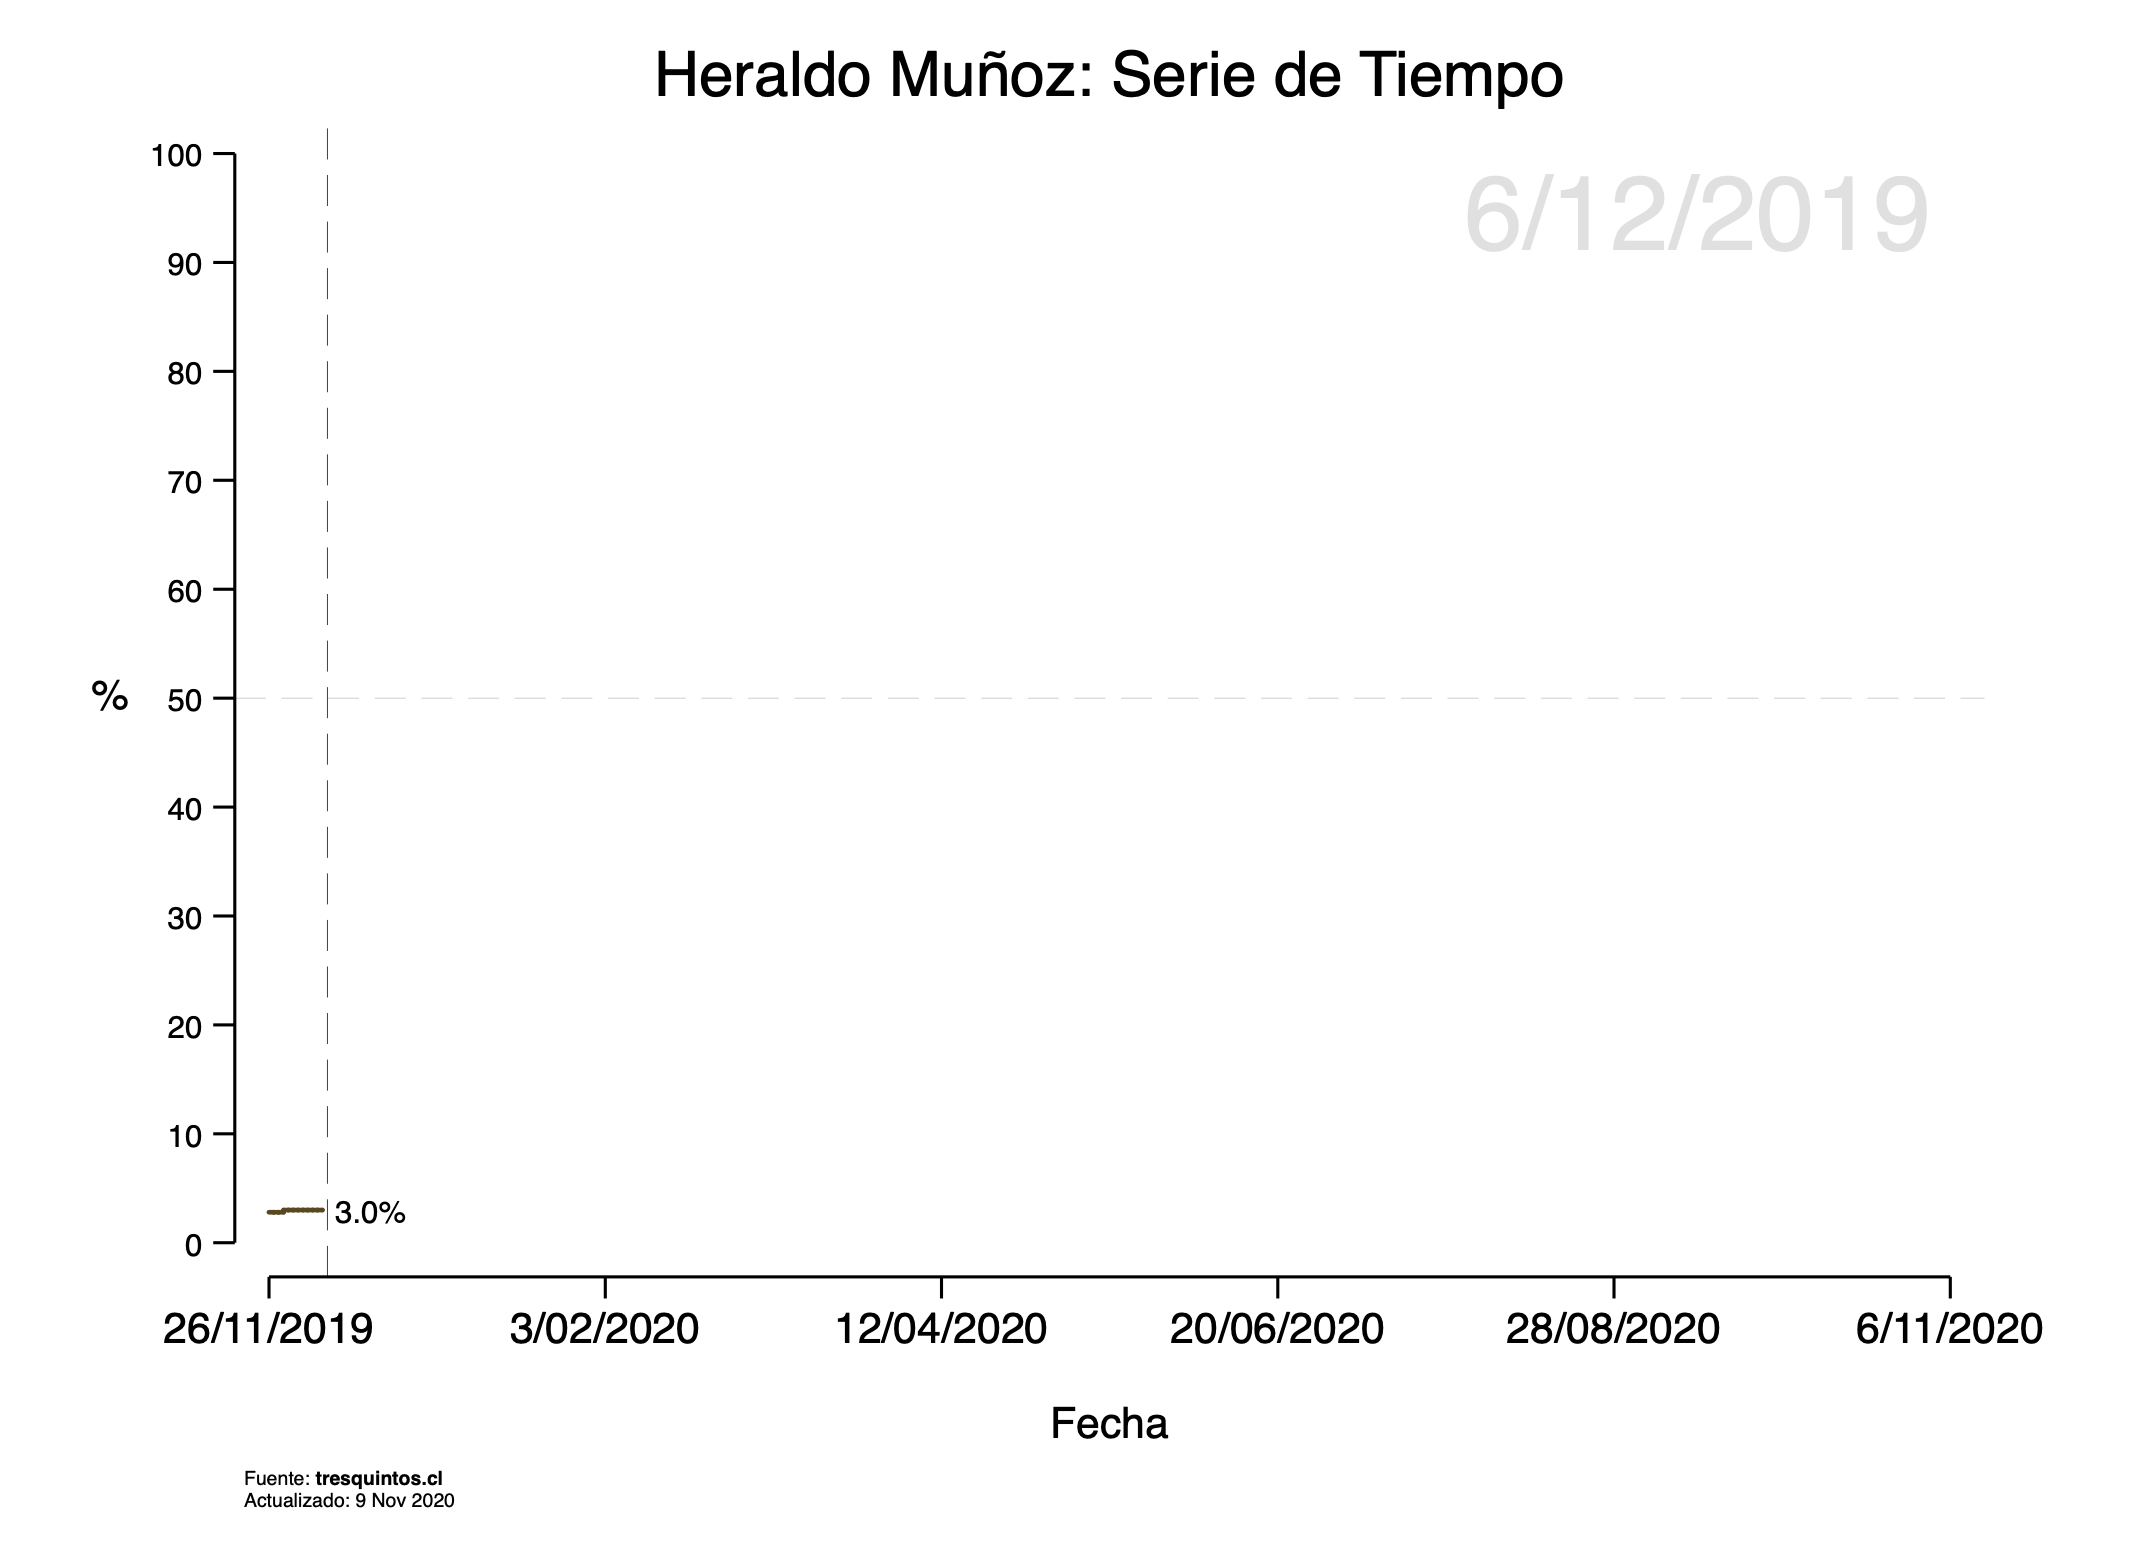 Heraldo Muñoz: Serie de Tiempo
6/12/2019
100
90
80
70
60
% 50
40
30
20
10
3.0%
0
26/11/2019 3/02/2020 12/04/2020 20/06/2020 28/08/2020 6/11/2020
Fecha
Fuente: tresquintos.cl
Actualizado: 9 Nov 2020